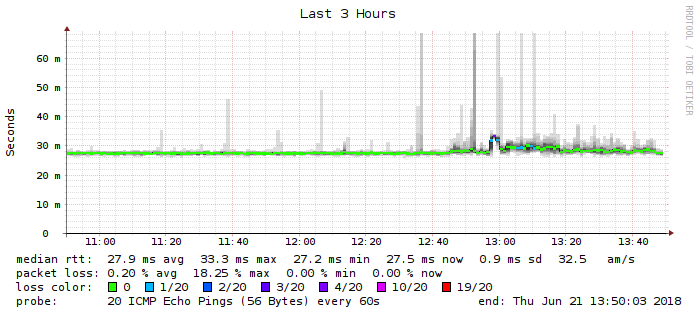 Last 3 Hours
RRDTOOL / TOBI OETIKER
Seconds
60 m
50 m
40 m
30 m
20 m
10 m
0
11:00 11:20 11:40 12:00 12:20 12:40 13:00 13:20 13:40
median rtt: 27.9 ms avg 33.3 ms max 27.2 ms min 27.5 ms now 0.9 ms sd 32.5 am/s
packet loss: 0.20 % avg 18.25 % max 0.00 % min 0.00 % now
loss color: 0 1/20 2/20 3/20 4/20 10/20 19/20
probe: 20 ICMP Echo Pings (56 Bytes) every 60s end: Thu Jun 21 13:50:03 2018